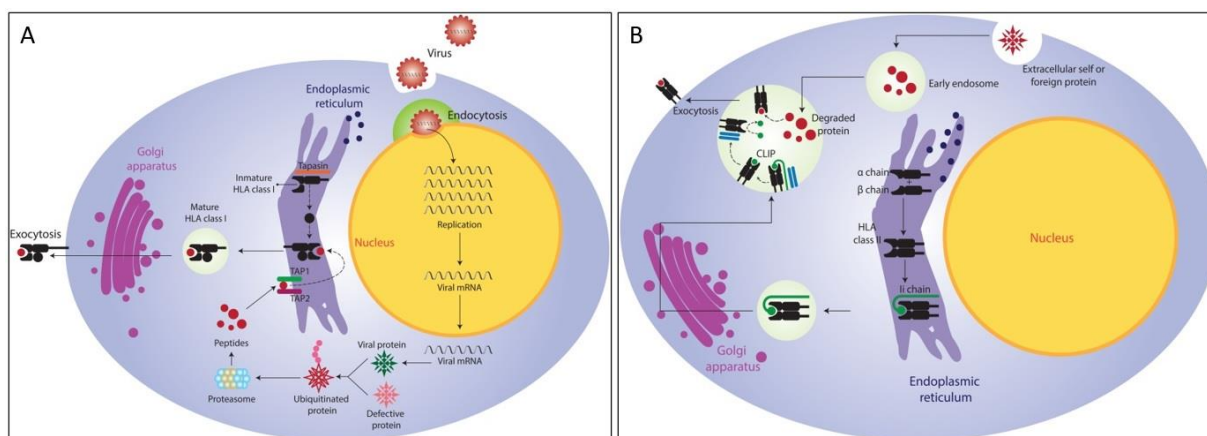 A
Virus
Endoplasmic
reticulum
Endocytosis
Golgi
apparatus
Tapasin
Inmature
HLA class I
Mature
HLA class I
Replication
Exocytosis
Nucleus
TAP1
TAP2
Viral mRNA
Peptides
Viral protein
Viral mRNA
Proteasome
Ubiquitinated
protein
Defective
protein
B
Extracellular self or
foreign protein
Early endosome
Exocytosis
Degraded
protein
CLIP
α chain
+
β chain
HLA
class II
Nucleus
Ii chain
Golgi
apparatus
Endoplasmic
reticulum